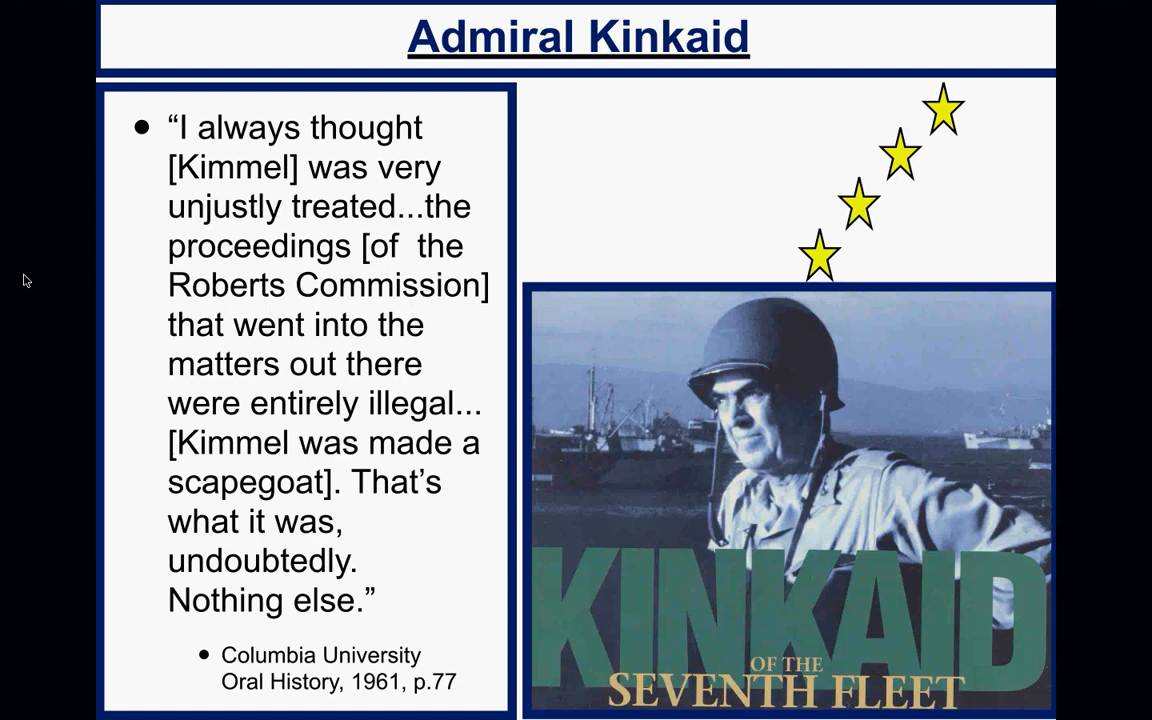 Admiral Kinkaid
• “I always thought
[Kimmel] was very
unjustly treated...the
proceedings [of  the
Roberts Commission]
that went into the
matters out there
were entirely illegal...
[Kimmel was made a
scapegoat]. That’s
what it was,
undoubtedly.
Nothing else.”
• Columbia University
Oral History, 1961, p.77
KINKAID
OF THE
SEVENTH FLEET